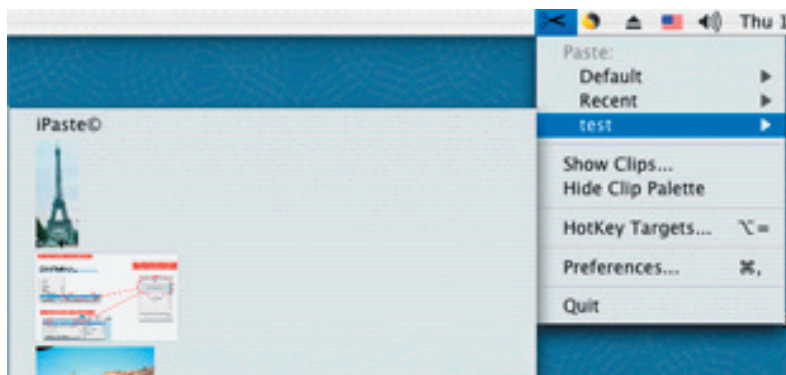 Thu 1
Paste:
Default
Recent
test
Show Clips...
Hide Clip Palette
HotKey Targets... ⌥=
Preferences... ⌘,
Quit
iPaste©